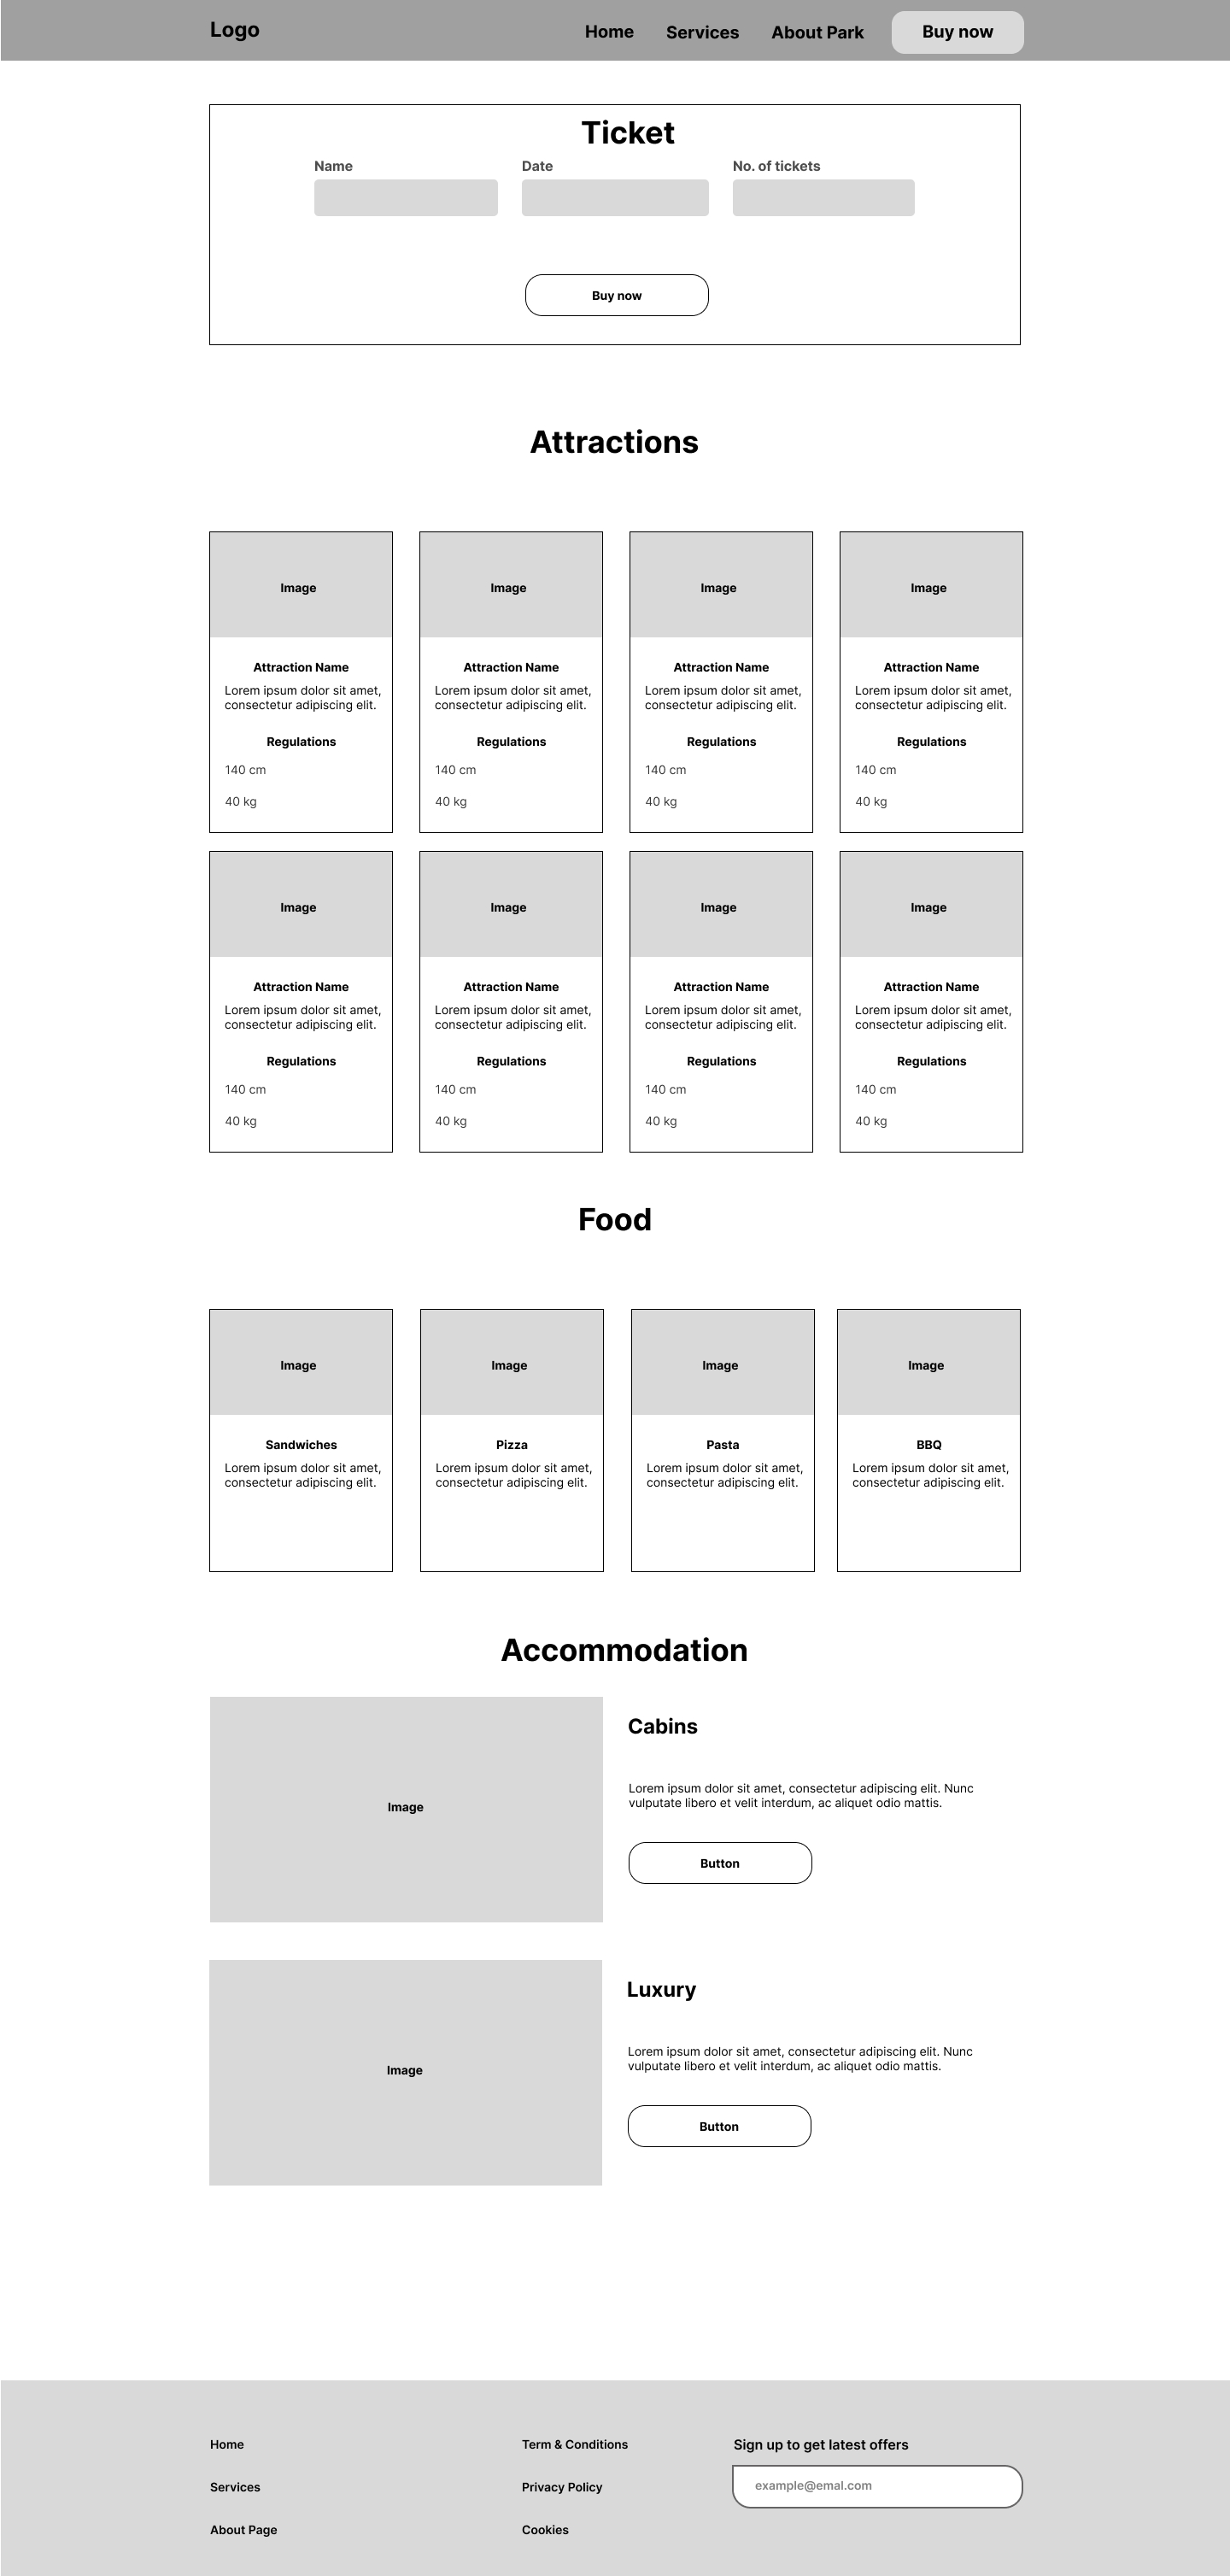 Logo
Home Services About Park Buy now
Ticket
Name Date No. of tickets
Buy now
Attractions
Image Image Image Image
Attraction Name Attraction Name Attraction Name Attraction Name
Lorem ipsum dolor sit amet, Lorem ipsum dolor sit amet, Lorem ipsum dolor sit amet, Lorem ipsum dolor sit amet,
consectetur adipiscing elit. consectetur adipiscing elit. consectetur adipiscing elit. consectetur adipiscing elit.
Regulations Regulations Regulations Regulations
140 cm 140 cm 140 cm 140 cm
40 kg 40 kg 40 kg 40 kg
Image Image Image Image
Attraction Name Attraction Name Attraction Name Attraction Name
Lorem ipsum dolor sit amet, Lorem ipsum dolor sit amet, Lorem ipsum dolor sit amet, Lorem ipsum dolor sit amet,
consectetur adipiscing elit. consectetur adipiscing elit. consectetur adipiscing elit. consectetur adipiscing elit.
Regulations Regulations Regulations Regulations
140 cm 140 cm 140 cm 140 cm
40 kg 40 kg 40 kg 40 kg
Food
Image Image Image Image
Sandwiches Pizza Pasta BBQ
Lorem ipsum dolor sit amet, Lorem ipsum dolor sit amet, Lorem ipsum dolor sit amet, Lorem ipsum dolor sit amet,
consectetur adipiscing elit. consectetur adipiscing elit. consectetur adipiscing elit. consectetur adipiscing elit.
Accommodation
Image
Cabins
Lorem ipsum dolor sit amet, consectetur adipiscing elit. Nunc
vulputate libero et velit interdum, ac aliquet odio mattis.
Button
Image
Luxury
Lorem ipsum dolor sit amet, consectetur adipiscing elit. Nunc
vulputate libero et velit interdum, ac aliquet odio mattis.
Button
Home
Services
About Page
Term & Conditions
Privacy Policy
Cookies
Sign up to get latest offers
example@emal.com